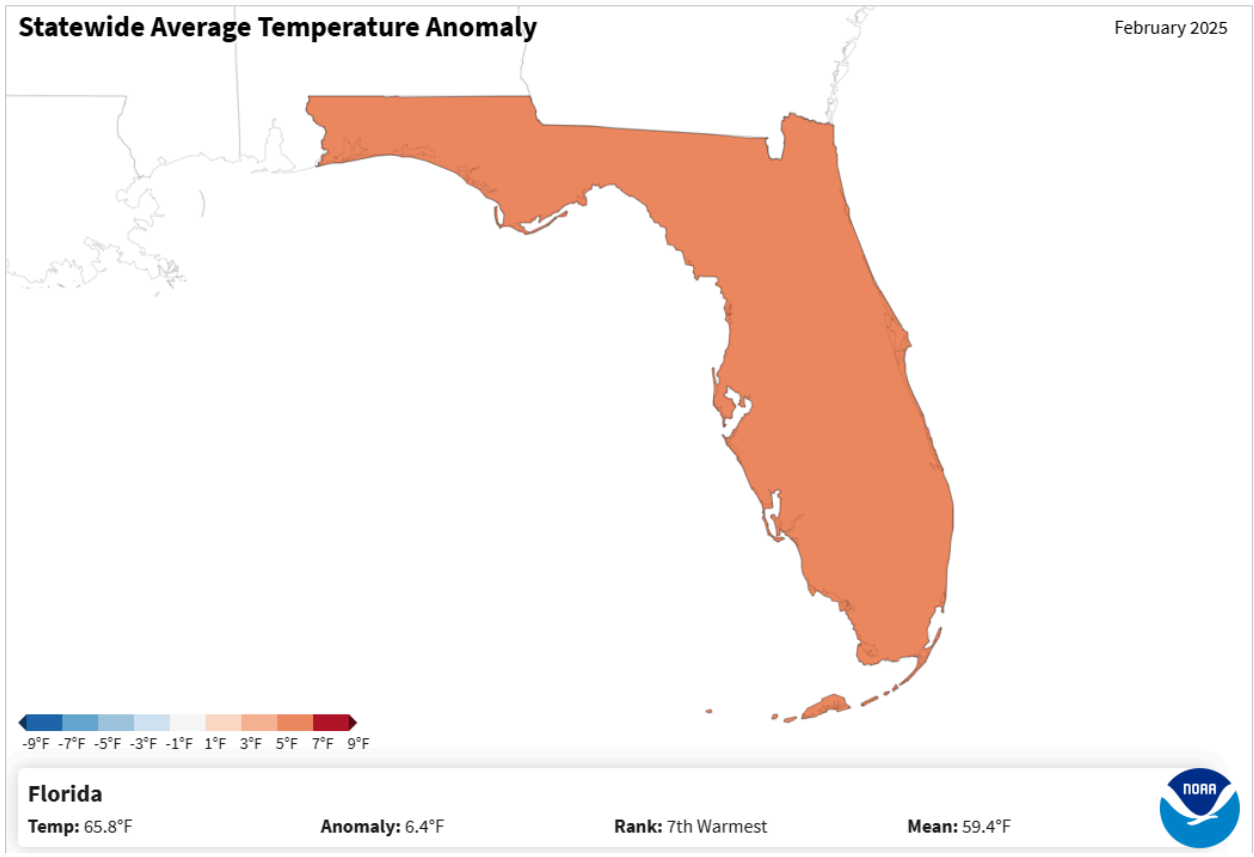 Statewide Average Temperature Anomaly
February 2025
-9°F -7°F -5°F -3°F -1°F 1°F 3°F 5°F 7°F 9°F
Florida
Temp: 65.8°F Anomaly: 6.4°F Rank: 7th Warmest Mean: 59.4°F
NOAA